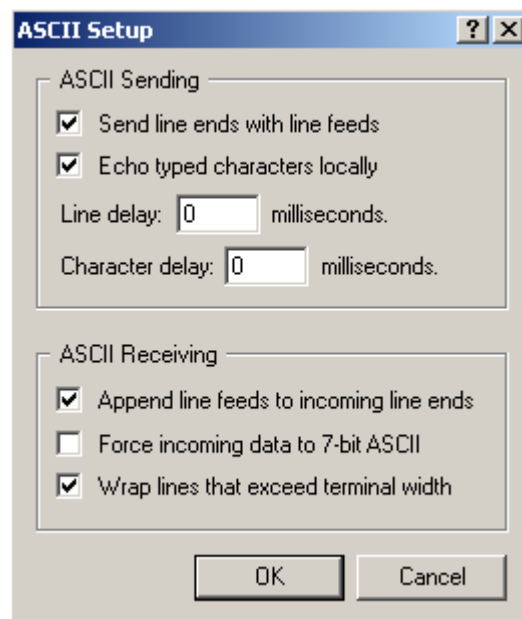 ASCII Setup
ASCII Sending
Send line ends with line feeds
Echo typed characters locally
Line delay: 0 milliseconds.
Character delay: 0 milliseconds.
ASCII Receiving
Append line feeds to incoming line ends
Force incoming data to 7-bit ASCII
Wrap lines that exceed terminal width
OK Cancel